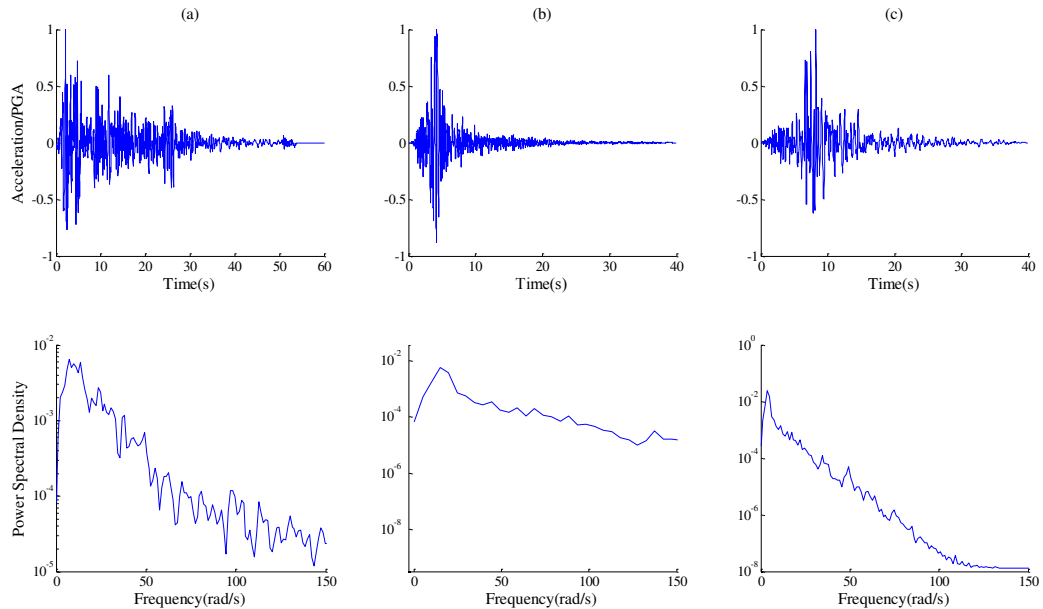 (a) (b) (c)
1 1 1
0.5 0.5 0.5
0 0 0
-0.5 -0.5 -0.5
-1 -1 -1
Acceleration/PGA
0 10 20 30 40 50 60 0 10 20 30 40 0 10 20 30 40
Time(s) Time(s) Time(s)
10^-2 10^-2 10^0
10^-3 10^-4 10^-2
10^-4 10^-6 10^-4
10^-5 10^-8 10^-6
10^-8
Power Spectral Density
0 50 100 150 0 50 100 150 0 50 100 150
Frequency(rad/s) Frequency(rad/s) Frequency(rad/s)